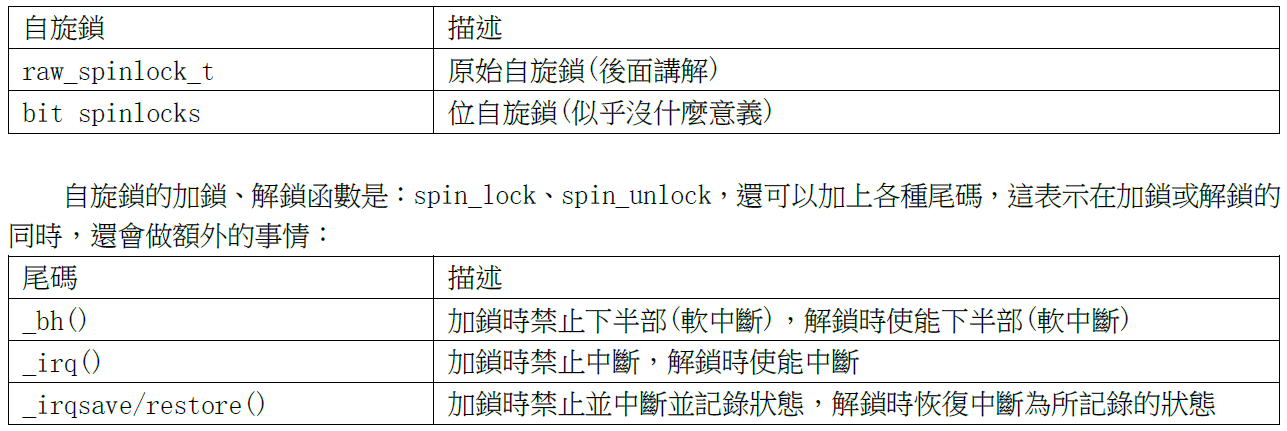 自旋鎖 描述
raw_spinlock_t 原始自旋鎖(後面講解)
bit spinlocks 位自旋鎖(似乎沒什麼意義)
自旋鎖的加鎖、解鎖函數是：spin_lock、spin_unlock，還可以加上各種尾碼，這表示在加鎖或解鎖的
同時，還會做額外的事情：
尾碼 描述
_bh() 加鎖時禁止下半部(軟中斷)，解鎖時使能下半部(軟中斷)
_irq() 加鎖時禁止中斷，解鎖時使能中斷
_irqsave/restore() 加鎖時禁止並中斷並記錄狀態，解鎖時恢復中斷為所記錄的狀態